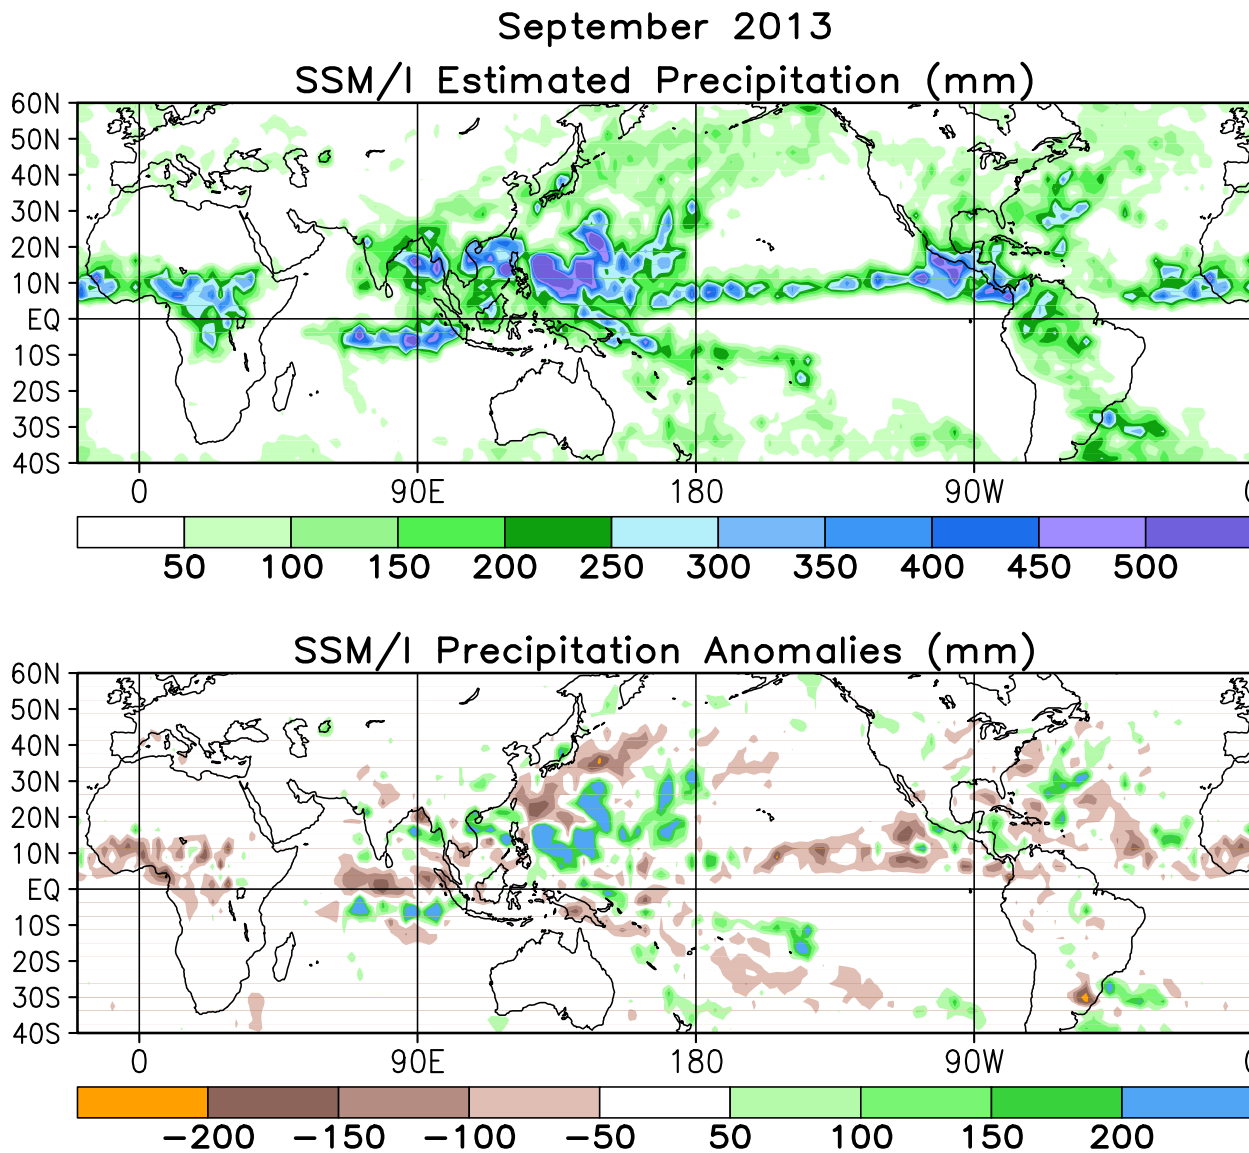 September 2013
SSM/I Estimated Precipitation (mm)
60N
50N
40N
30N
20N
10N
EQ
10S
20S
30S
40S
0 90E 180 90W 0
50 100 150 200 250 300 350 400 450 500
SSM/I Precipitation Anomalies (mm)
60N
50N
40N
30N
20N
10N
EQ
10S
20S
30S
40S
0 90E 180 90W 0
−200 −150 −100 −50 50 100 150 200